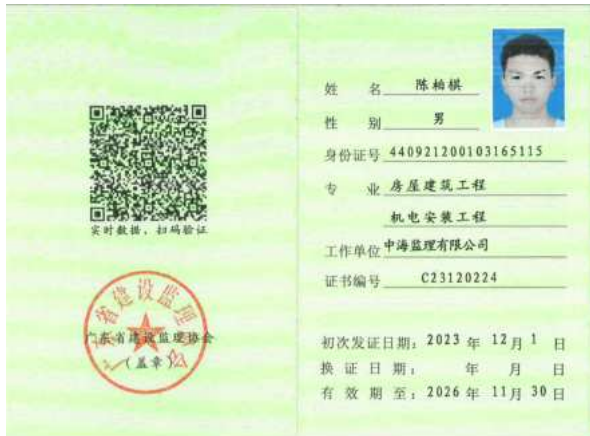 实时数据，扫码验证
广东省建设监理协会
（盖章）
姓 名 陈柏棋
性 别 男
身份证号 440921200103165115
专 业 房屋建筑工程
机电安装工程
工作单位 中海监理有限公司
证书编号 C23120224
初次发证日期：2023 年 12 月 1 日
换 证 日 期： 年 月 日
有 效 期 至：2026 年 11 月 30 日